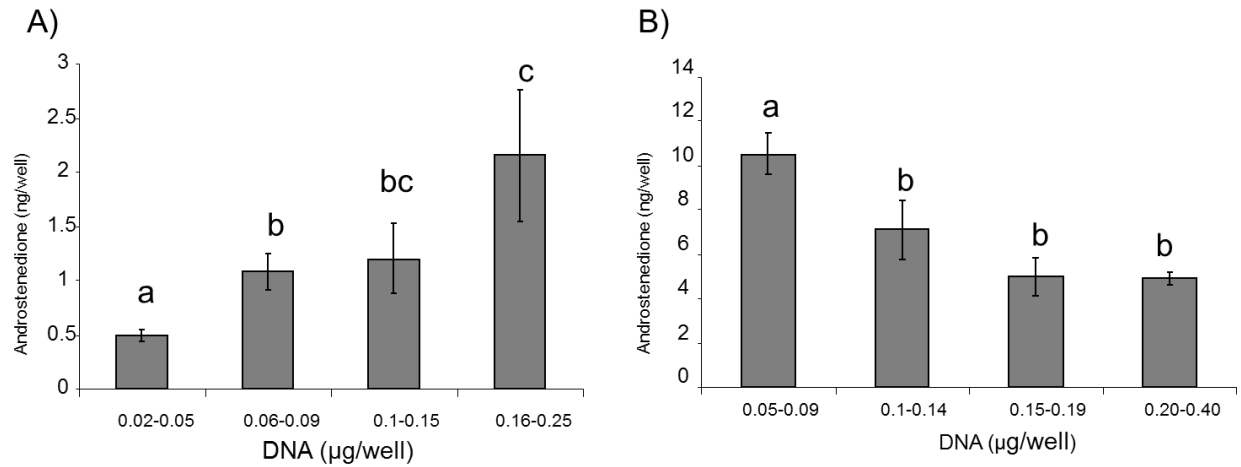 A)
Androstenedione (ng/well)
3
2.5
2
1.5
1
0.5
0
a
b
bc
c
0.02-0.05
0.06-0.09
0.1-0.15
0.16-0.25
DNA (µg/well)
B)
Androstenedione (ng/well)
14
12
10
8
6
4
2
0
a
b
b
b
0.05-0.09
0.1-0.14
0.15-0.19
0.20-0.40
DNA (µg/well)